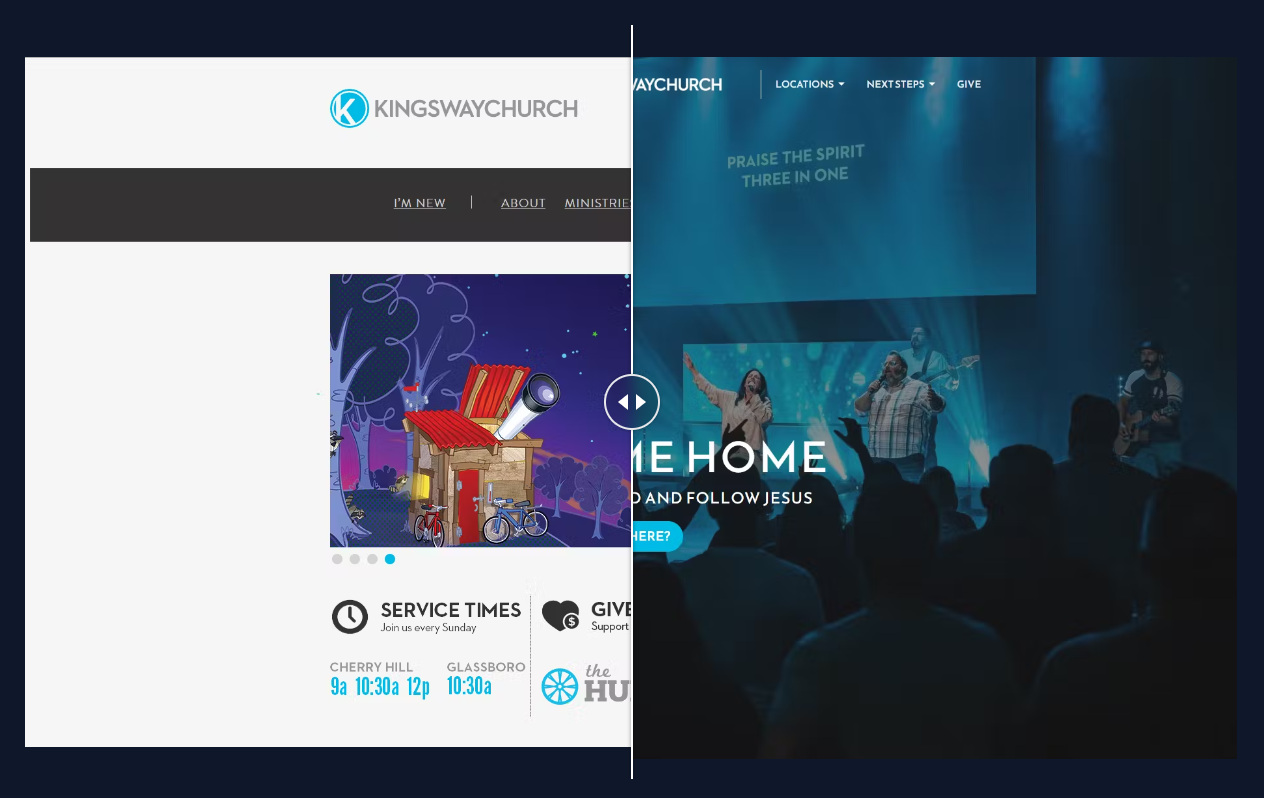 KINGSWAYCHURCH
I'M NEW | ABOUT MINISTRIES
SERVICE TIMES
Join us every Sunday
CHERRY HILL
9a 10:30a 12p
GLASSBORO
10:30a
GIVE
Support
the
HU
WAYCHURCH
LOCATIONS NEXT STEPS GIVE
PRAISE THE SPIRIT
THREE IN ONE
ME HOME
D AND FOLLOW JESUS
HERE?